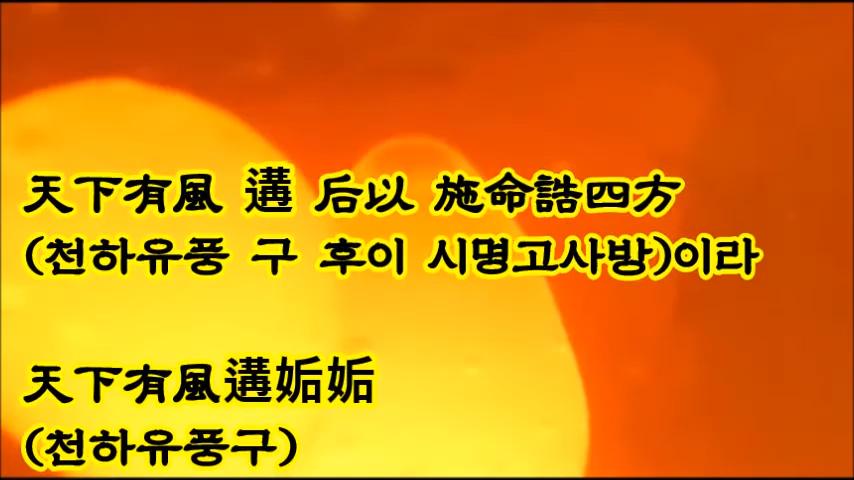 天下有風 遘 后以 施命誥四方
(천하유풍 구 후이 시명고사방)이라
天下有風遘姤姤
(천하유풍구)